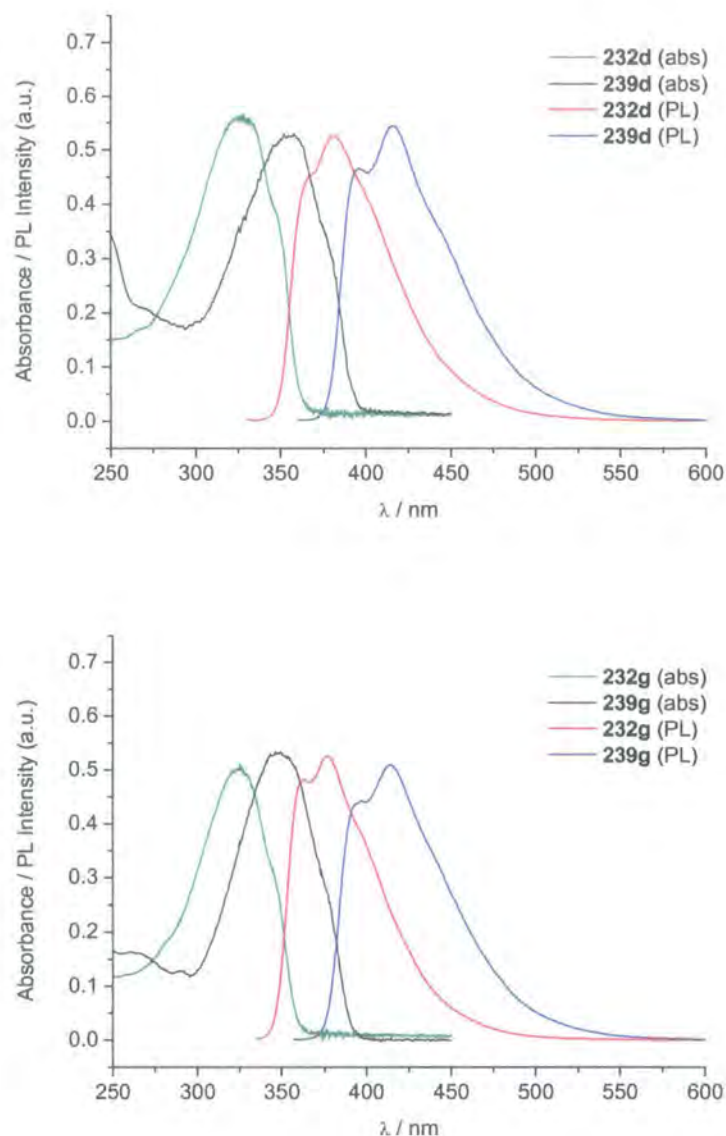 0.7
0.6
0.5
0.4
0.3
0.2
0.1
0.0
Absorbance / PL Intensity (a.u.)
232d (abs)
239d (abs)
232d (PL)
239d (PL)
250 300 350 400 450 500 550 600
λ / nm
0.7
0.6
0.5
0.4
0.3
0.2
0.1
0.0
Absorbance / PL Intensity (a.u.)
232g (abs)
239g (abs)
232g (PL)
239g (PL)
250 300 350 400 450 500 550 600
λ / nm